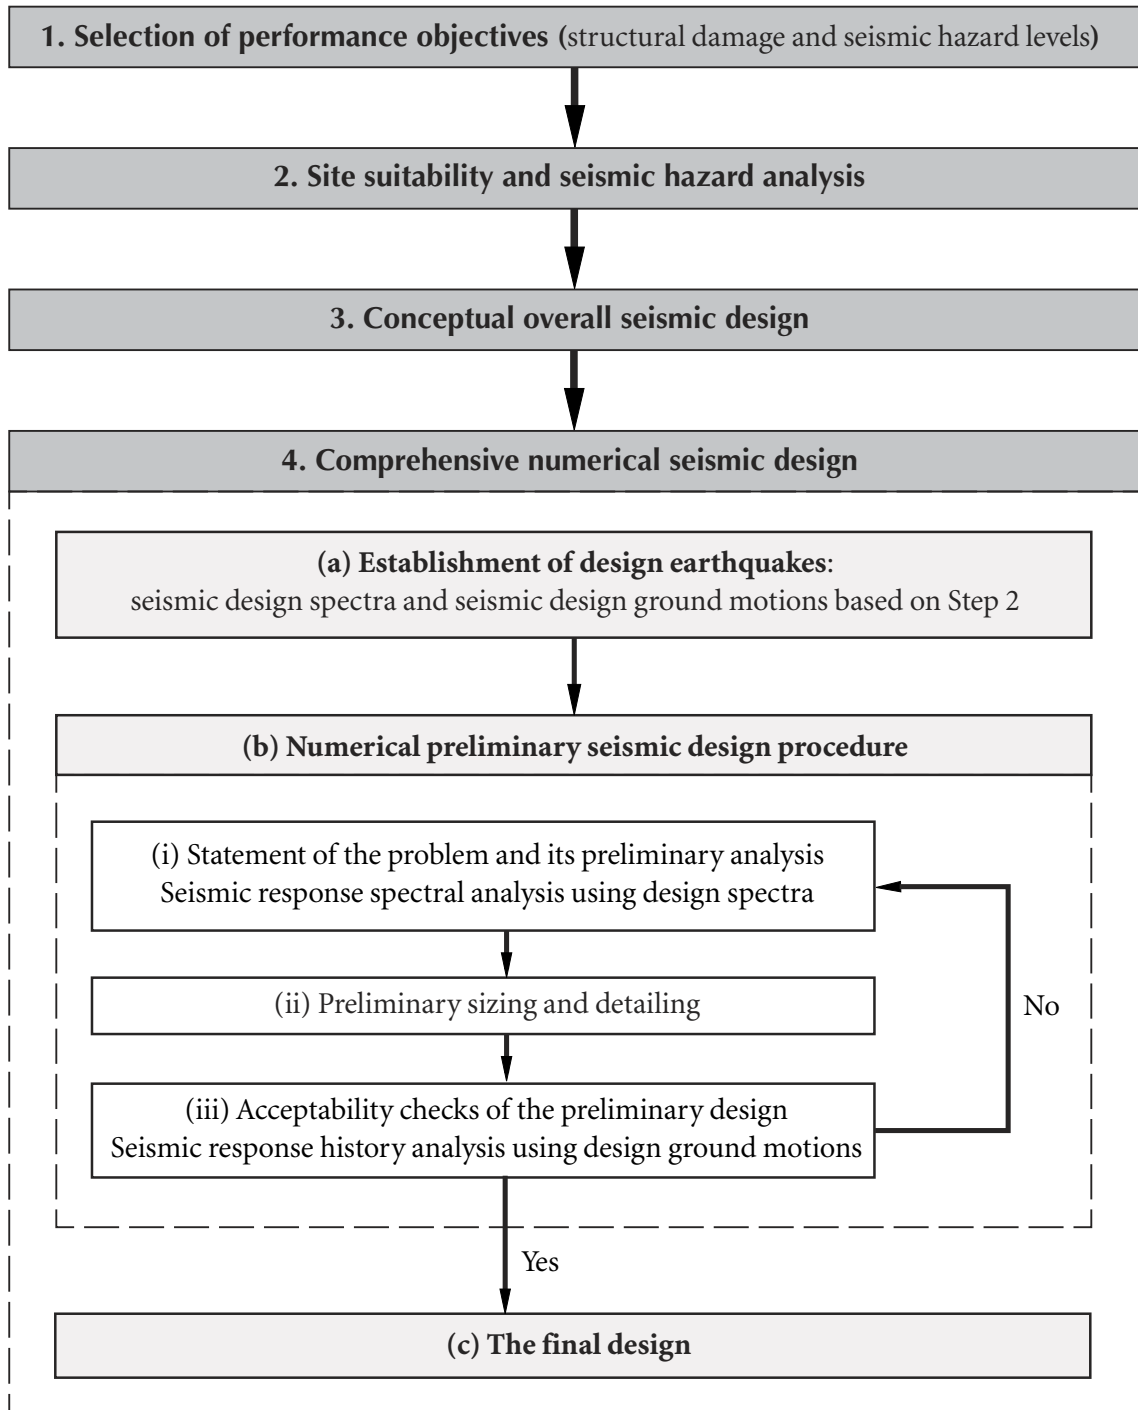 1. Selection of performance objectives (structural damage and seismic hazard levels)
2. Site suitability and seismic hazard analysis
3. Conceptual overall seismic design
4. Comprehensive numerical seismic design
(a) Establishment of design earthquakes:
seismic design spectra and seismic design ground motions based on Step 2
(b) Numerical preliminary seismic design procedure
(i) Statement of the problem and its preliminary analysis
Seismic response spectral analysis using design spectra
(ii) Preliminary sizing and detailing
No
(iii) Acceptability checks of the preliminary design
Seismic response history analysis using design ground motions
Yes
(c) The final design